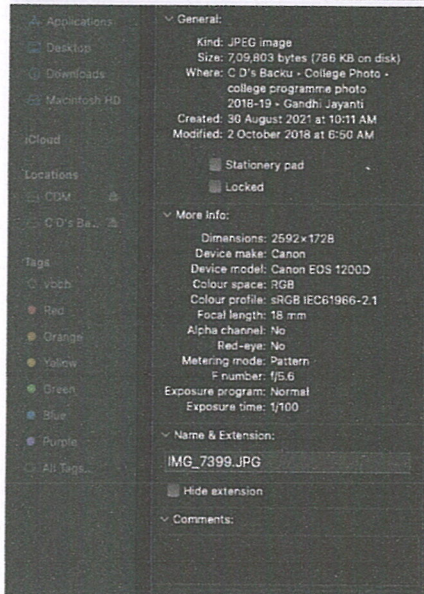 Applications
Desktop
Downloads
Macintosh HD
iCloud
Locations
CDM
C D's Ba...
Tags
Red
Orange
Yellow
Green
Blue
Purple
All Tags...
General:
Kind: JPEG image
Size: 7,09,803 bytes (786 KB on disk)
Where: C D's Backu - College Photo -
college programme photo
2018-19 - Gandhi Jayanti
Created: 30 August 2021 at 10:11 AM
Modified: 2 October 2018 at 6:50 AM
Stationery pad
Locked
More Info:
Dimensions: 2592×1728
Device make: Canon
Device model: Canon EOS 1200D
Colour space: RGB
Colour profile: sRGB IEC61966-2.1
Focal length: 18 mm
Alpha channel: No
Red-eye: No
Metering mode: Pattern
F number: f/5.6
Exposure program: Normal
Exposure time: 1/100
Name & Extension:
IMG_7399.JPG
Hide extension
Comments: